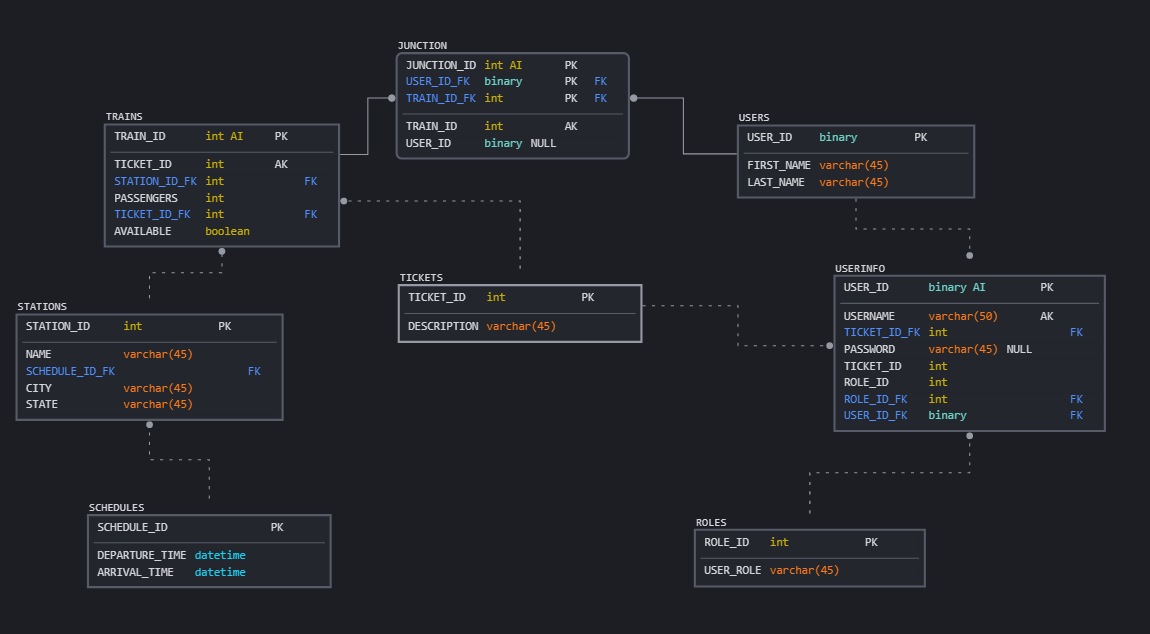 JUNCTION
JUNCTION_ID int AI PK
USER_ID_FK binary PK FK
TRAIN_ID_FK int PK FK
TRAIN_ID int AK
USER_ID binary NULL
TRAINS
TRAIN_ID int AI PK
TICKET_ID int AK
STATION_ID_FK int FK
PASSENGERS int
TICKET_ID_FK int FK
AVAILABLE boolean
USERS
USER_ID binary PK
FIRST_NAME varchar(45)
LAST_NAME varchar(45)
TICKETS
TICKET_ID int PK
DESCRIPTION varchar(45)
USERINFO
USER_ID binary AI PK
USERNAME varchar(50) AK
TICKET_ID_FK int FK
PASSWORD varchar(45) NULL
TICKET_ID int
ROLE_ID int
ROLE_ID_FK int FK
USER_ID_FK binary FK
STATIONS
STATION_ID int PK
NAME varchar(45)
SCHEDULE_ID_FK FK
CITY varchar(45)
STATE varchar(45)
SCHEDULES
SCHEDULE_ID PK
DEPARTURE_TIME datetime
ARRIVAL_TIME datetime
ROLES
ROLE_ID int PK
USER_ROLE varchar(45)